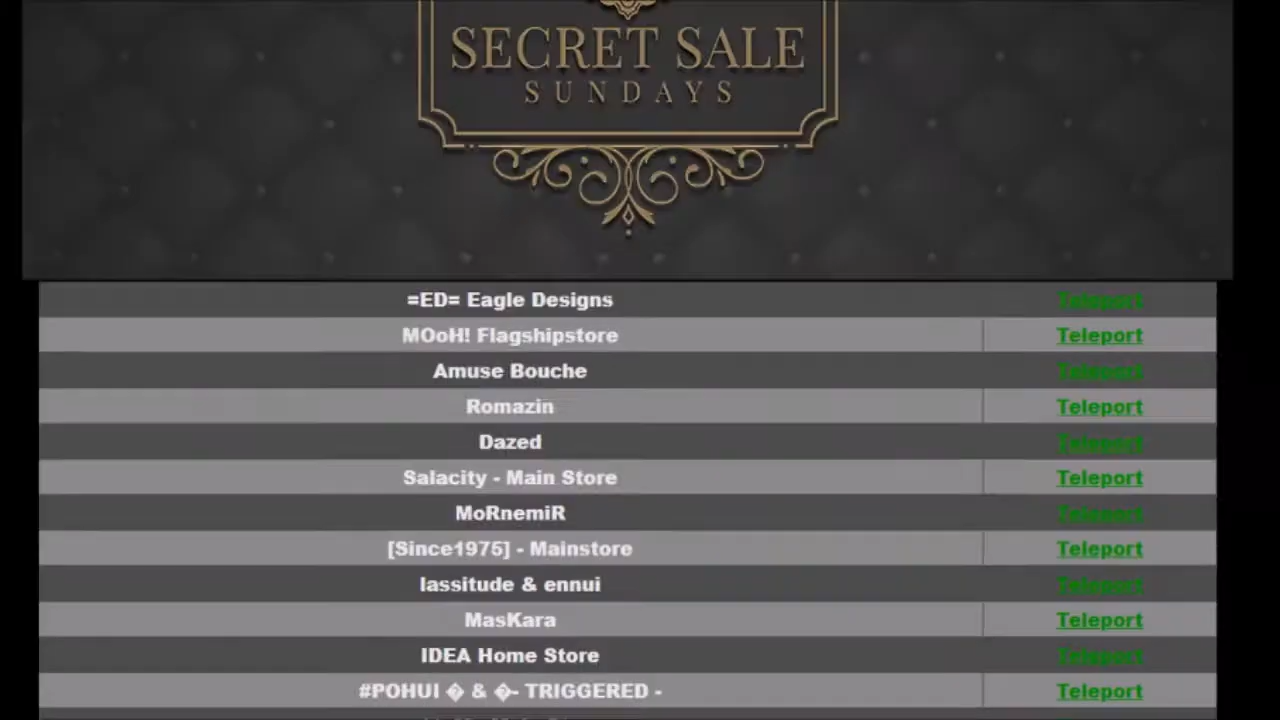 SECRET SALE
SUNDAYS
=ED= Eagle Designs Teleport
MOoH! Flagshipstore Teleport
Amuse Bouche Teleport
Romazin Teleport
Dazed Teleport
Salacity - Main Store Teleport
MoRnemiR Teleport
[Since1975] - Mainstore Teleport
lassitude & ennui Teleport
MasKara Teleport
IDEA Home Store Teleport
#POHUI � & �- TRIGGERED - Teleport